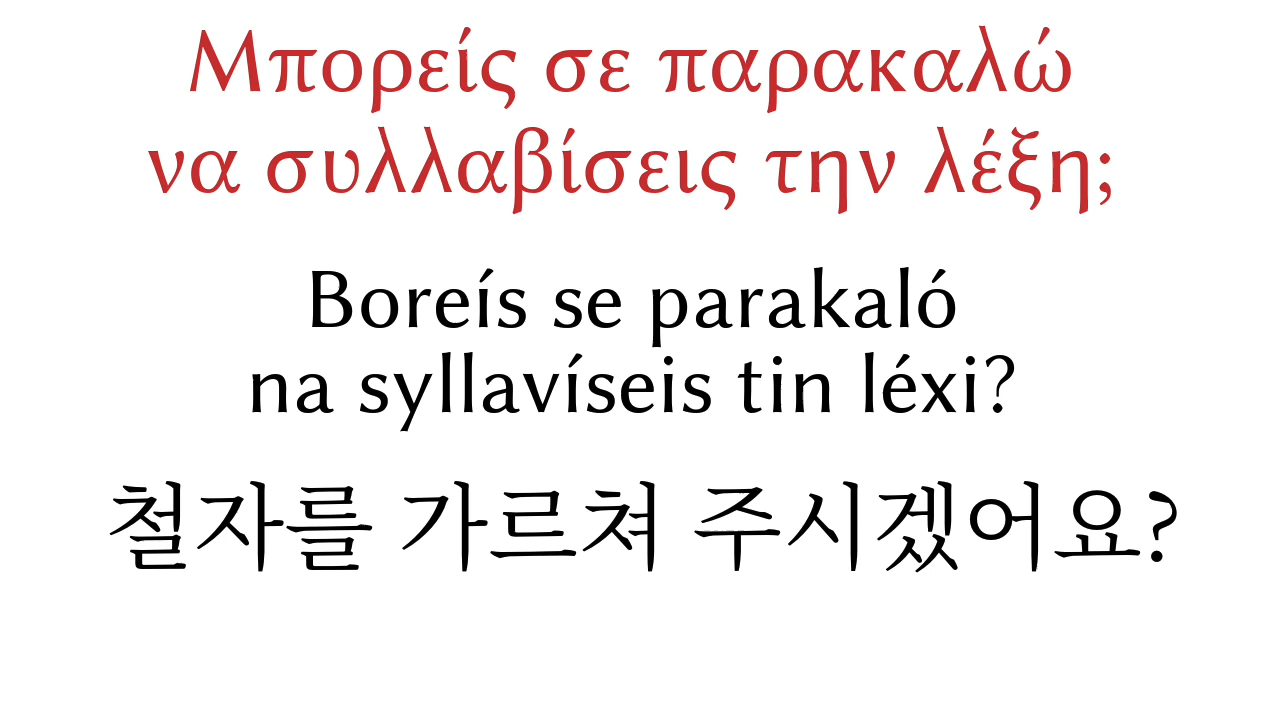 Μπορείς σε παρακαλώ
να συλλαβίσεις την λέξη;
Boreís se parakaló
na syllavíseis tin léxi?
철자를 가르쳐 주시겠어요?